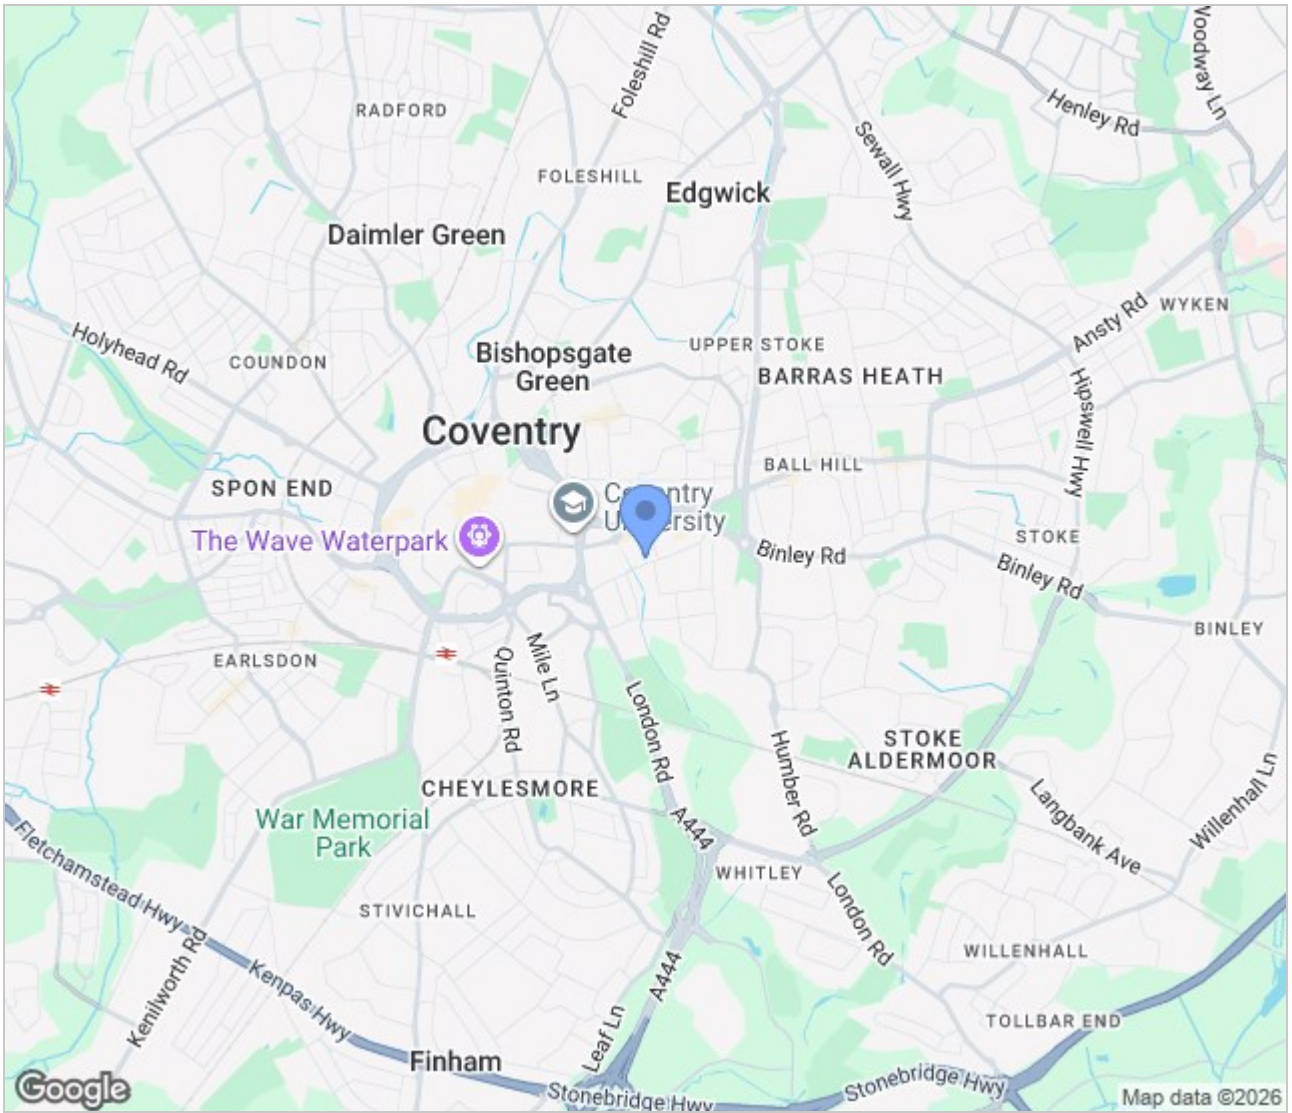 Foleshill Rd
Woodway Ln
RADFORD
Henley Rd
Sewall Hwy
FOLESHILL
Edgwick
Daimler Green
WYKEN
Ansty Rd
Holyhead Rd
UPPER STOKE
COUNDON
Bishopsgate
Green
BARRAS HEATH
Hipswell Hwy
Coventry
BALL HILL
SPON END
Coventry
University
The Wave Waterpark
STOKE
Binley Rd
Binley Rd
BINLEY
EARLSDON
Mile Ln
Quinton Rd
London Rd
STOKE
ALDERMOOR
Humber Rd
CHEYLESMORE
Langbank Ave
Willenhall Ln
War Memorial
Park
A444
Fletchamstead Hwy
WHITLEY
London Rd
STIVICHALL
Kenilworth Rd
WILLENHALL
Kenpas Hwy
A444
TOLLBAR END
Leaf Ln
Finham
Stonebridge Hwy
Stonebridge Hwy
Google
Map data ©2026